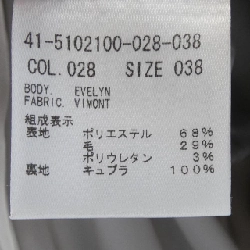 41-5102100-028-038
COL.028 SIZE 038
BODY. EVELYN
FABRIC. VIMONT
組成表示
表地 ポリエステル 68%
毛 29%
ポリウレタン 3%
裏地 キュプラ 100%